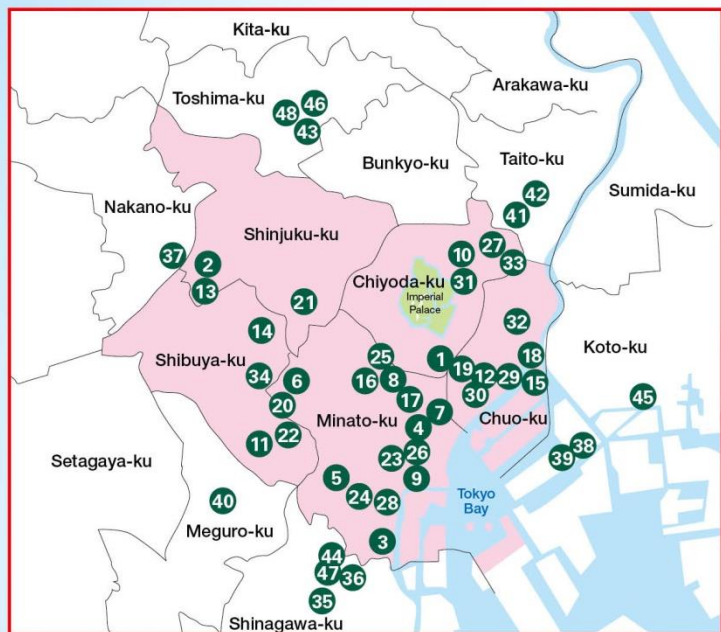 Kita-ku
Toshima-ku
46
48
43
Arakawa-ku
Bunkyo-ku
Taito-ku
42
41
Sumida-ku
Nakano-ku
37
2
13
Shinjuku-ku
21
10
27
33
Chiyoda-ku
31
Imperial
Palace
14
32
Shibuya-ku
34
6
20
25
16
8
17
1
19
12
29
18
15
30
Koto-ku
45
Minato-ku
7
4
Chuo-ku
11
22
23
26
9
39
38
Setagaya-ku
40
Meguro-ku
5
24
28
Tokyo
Bay
3
44
47
36
35
Shinagawa-ku